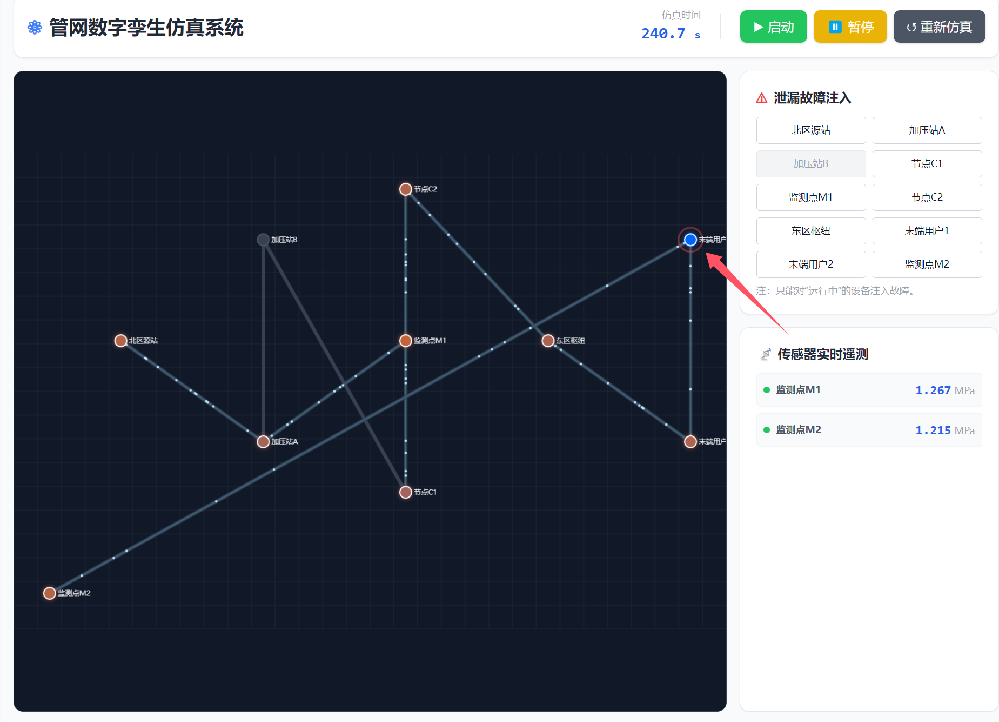 管网数字孪生仿真系统
仿真时间
240.7 s
▶ 启动
⏸ 暂停
↺ 重新仿真
节点C2
加压站B
末端用户
北区源站
监测点M1
东区枢纽
加压站A
末端用户
节点C1
监测点M2
泄漏故障注入
北区源站
加压站A
加压站B
节点C1
监测点M1
节点C2
东区枢纽
末端用户1
末端用户2
监测点M2
注：只能对“运行中”的设备注入故障。
传感器实时遥测
监测点M1
1.267 MPa
监测点M2
1.215 MPa